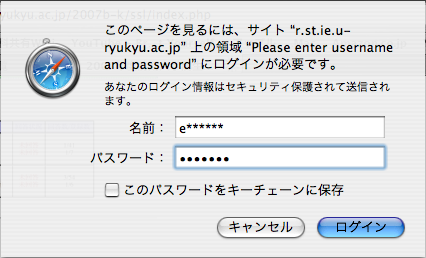 ukyu.ac.jp/2007b-k/ssl/index.php
このページを見るには、サイト “r.st.ie.u-
ryukyu.ac.jp” 上の領域 “Please enter username
and password” にログインが必要です。
あなたのログイン情報はセキュリティ保護されて送信され
ます。
名前：
e******
パスワード：
•••••••
このパスワードをキーチェーンに保存
キャンセル
ログイン